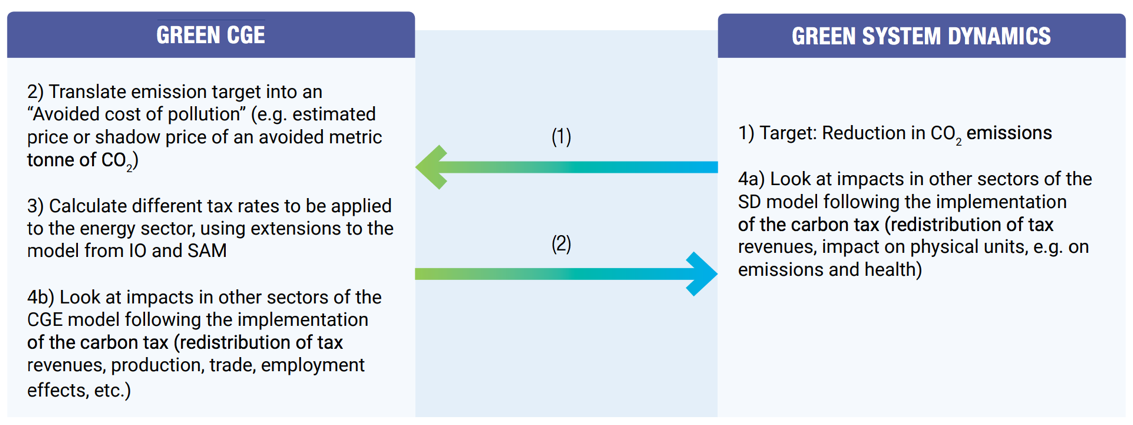 GREEN CGE
2) Translate emission target into an
“Avoided cost of pollution” (e.g. estimated
price or shadow price of an avoided metric
tonne of CO₂)
3) Calculate different tax rates to be applied
to the energy sector, using extensions to the
model from IO and SAM
4b) Look at impacts in other sectors of the
CGE model following the implementation
of the carbon tax (redistribution of tax
revenues, production, trade, employment
effects, etc.)
(1)
(2)
GREEN SYSTEM DYNAMICS
1) Target: Reduction in CO₂ emissions
4a) Look at impacts in other sectors of the
SD model following the implementation
of the carbon tax (redistribution of tax
revenues, impact on physical units, e.g. on
emissions and health)